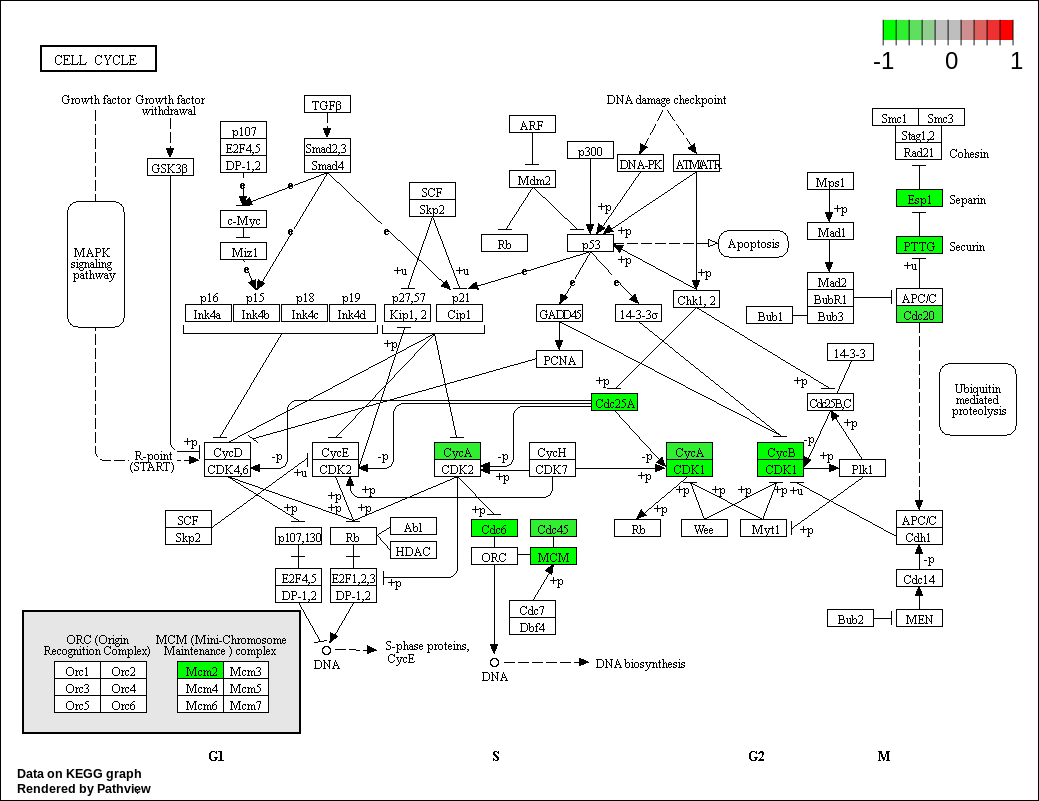 -1 0 1
CELL CYCLE
Growth factor
Growth factor
withdrawal
TGFβ
DNA damage checkpoint
Smc1 Smc3
Stag1,2
Rad21
Cohesin
p107
E2F4,5
DP-1,2
Smad2,3
Smad4
ARF
p300
DNA-PK
ATM/ATR
GSK3β
Mdm2
Mps1
SCF
Skp2
Esp1
Separin
+p
+p
e
e
c-Myc
Miz1
e
e
Rb
p53
+p
Apoptosis
Mad1
PTTG
Securin
MAPK
signaling
pathway
+p
+u
+u
e
+p
+u
e
e
e
Mad2
BubR1
Bub3
Bub1
APC/C
Cdc20
p16
Ink4a
p15
Ink4b
p18
Ink4c
p19
Ink4d
p27,57
Kip1, 2
p21
Cip1
GADD45
14-3-3σ
Chk1, 2
+p
PCNA
14-3-3
Ubiquitin
mediated
proteolysis
+p
+p
Cdc25A
Cdc25B,C
+p
R-point
(START)
+p
CycD
CDK4,6
-p
CycE
CDK2
-p
+u
CycA
CDK2
-p
+p
CycH
CDK7
-p
+p
CycA
CDK1
CycB
CDK1
-p
+p
Plk1
+p
+p
+p
+p
+p
+p
+p
+p
+u
SCF
Skp2
p107,130
Rb
Abl
HDAC
Cdc6
Cdc45
ORC
MCM
Rb
Wee
Myt1
+p
APC/C
Cdh1
-p
E2F4,5
DP-1,2
E2F1,2,3
DP-1,2
+p
+p
Cdc7
Dbf4
Cdc14
Bub2
MEN
ORC (Origin
Recognition Complex)
MCM (Mini-Chromosome
Maintenance ) complex
Orc1 Orc2
Orc3 Orc4
Orc5 Orc6
Mcm2 Mcm3
Mcm4 Mcm5
Mcm6 Mcm7
DNA
S-phase proteins,
CycE
DNA
DNA biosynthesis
G1 S G2 M
Data on KEGG graph
Rendered by Pathview